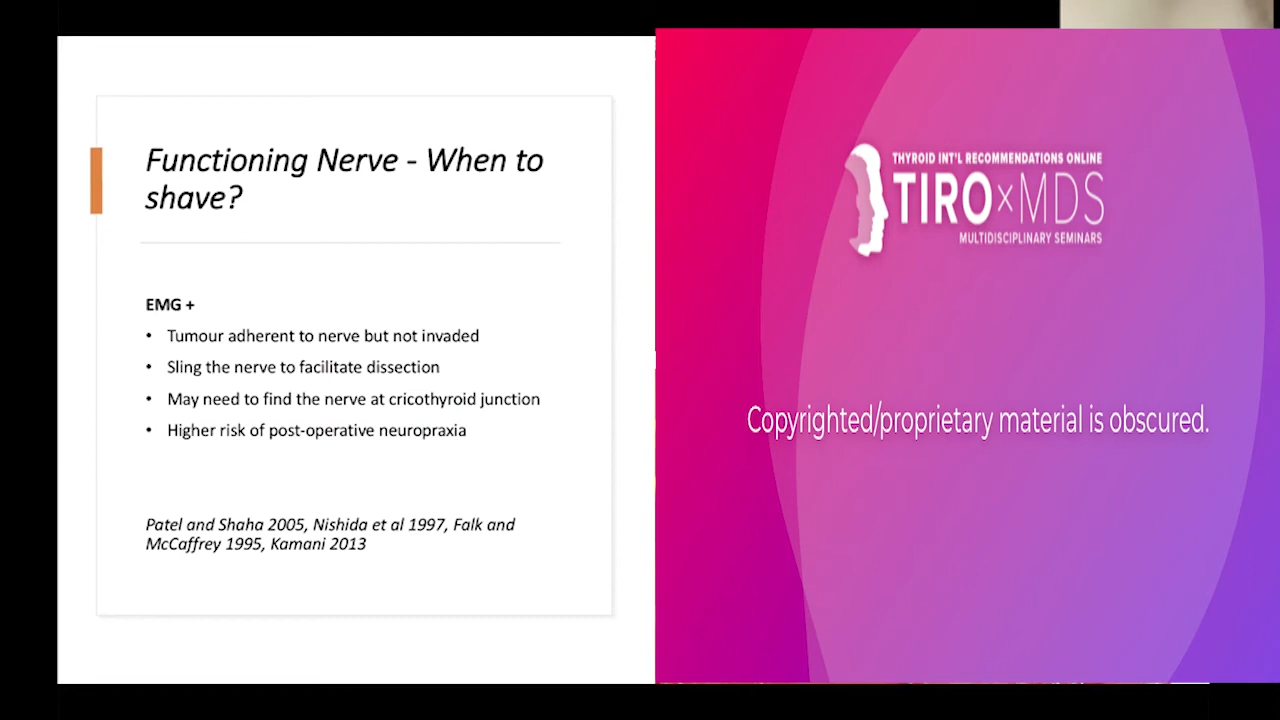 Functioning Nerve - When to
shave?
EMG +
• Tumour adherent to nerve but not invaded
• Sling the nerve to facilitate dissection
• May need to find the nerve at cricothyroid junction
• Higher risk of post-operative neuropraxia
Patel and Shaha 2005, Nishida et al 1997, Falk and
McCaffrey 1995, Kamani 2013
THYROID INT'L RECOMMENDATIONS ONLINE
TIRO×MDS
MULTIDISCIPLINARY SEMINARS
Copyrighted/proprietary material is obscured.